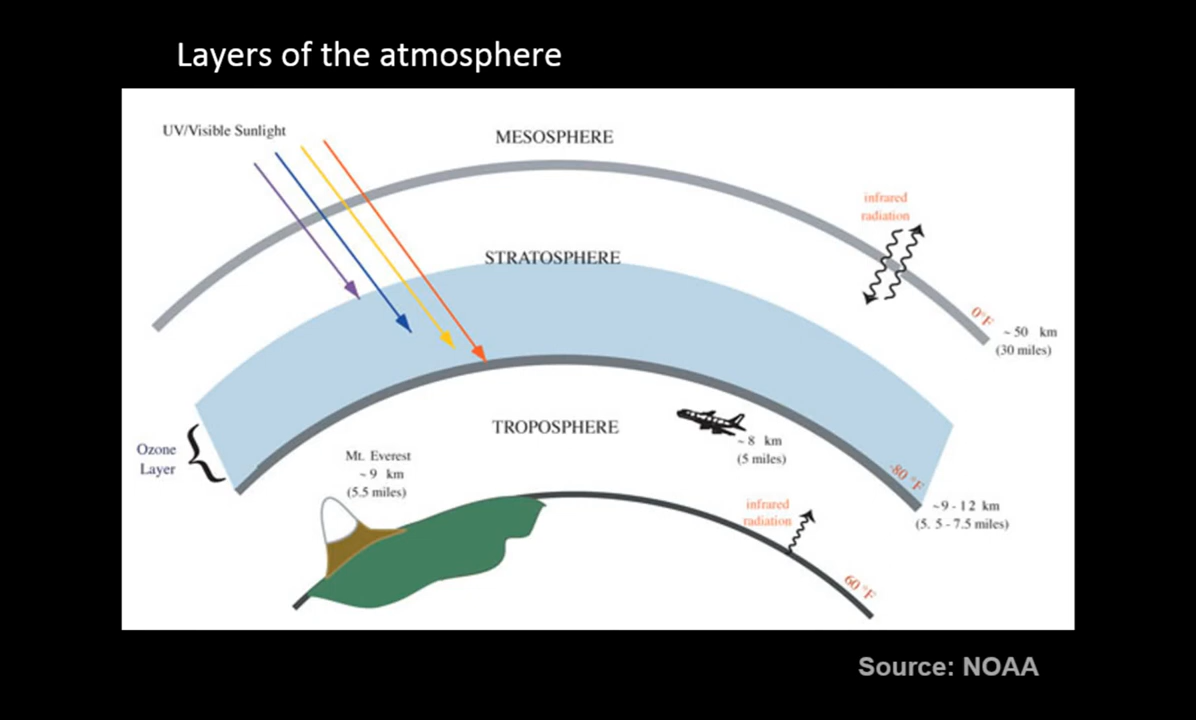 Layers of the atmosphere
UV/Visible Sunlight
MESOSPHERE
infrared
radiation
STRATOSPHERE
0°F
~ 50 km
(30 miles)
Ozone
Layer
TROPOSPHERE
~ 8 km
(5 miles)
Mt. Everest
~ 9 km
(5.5 miles)
-80 °F
~9 - 12 km
(5. 5 - 7.5 miles)
infrared
radiation
60 °F
Source: NOAA